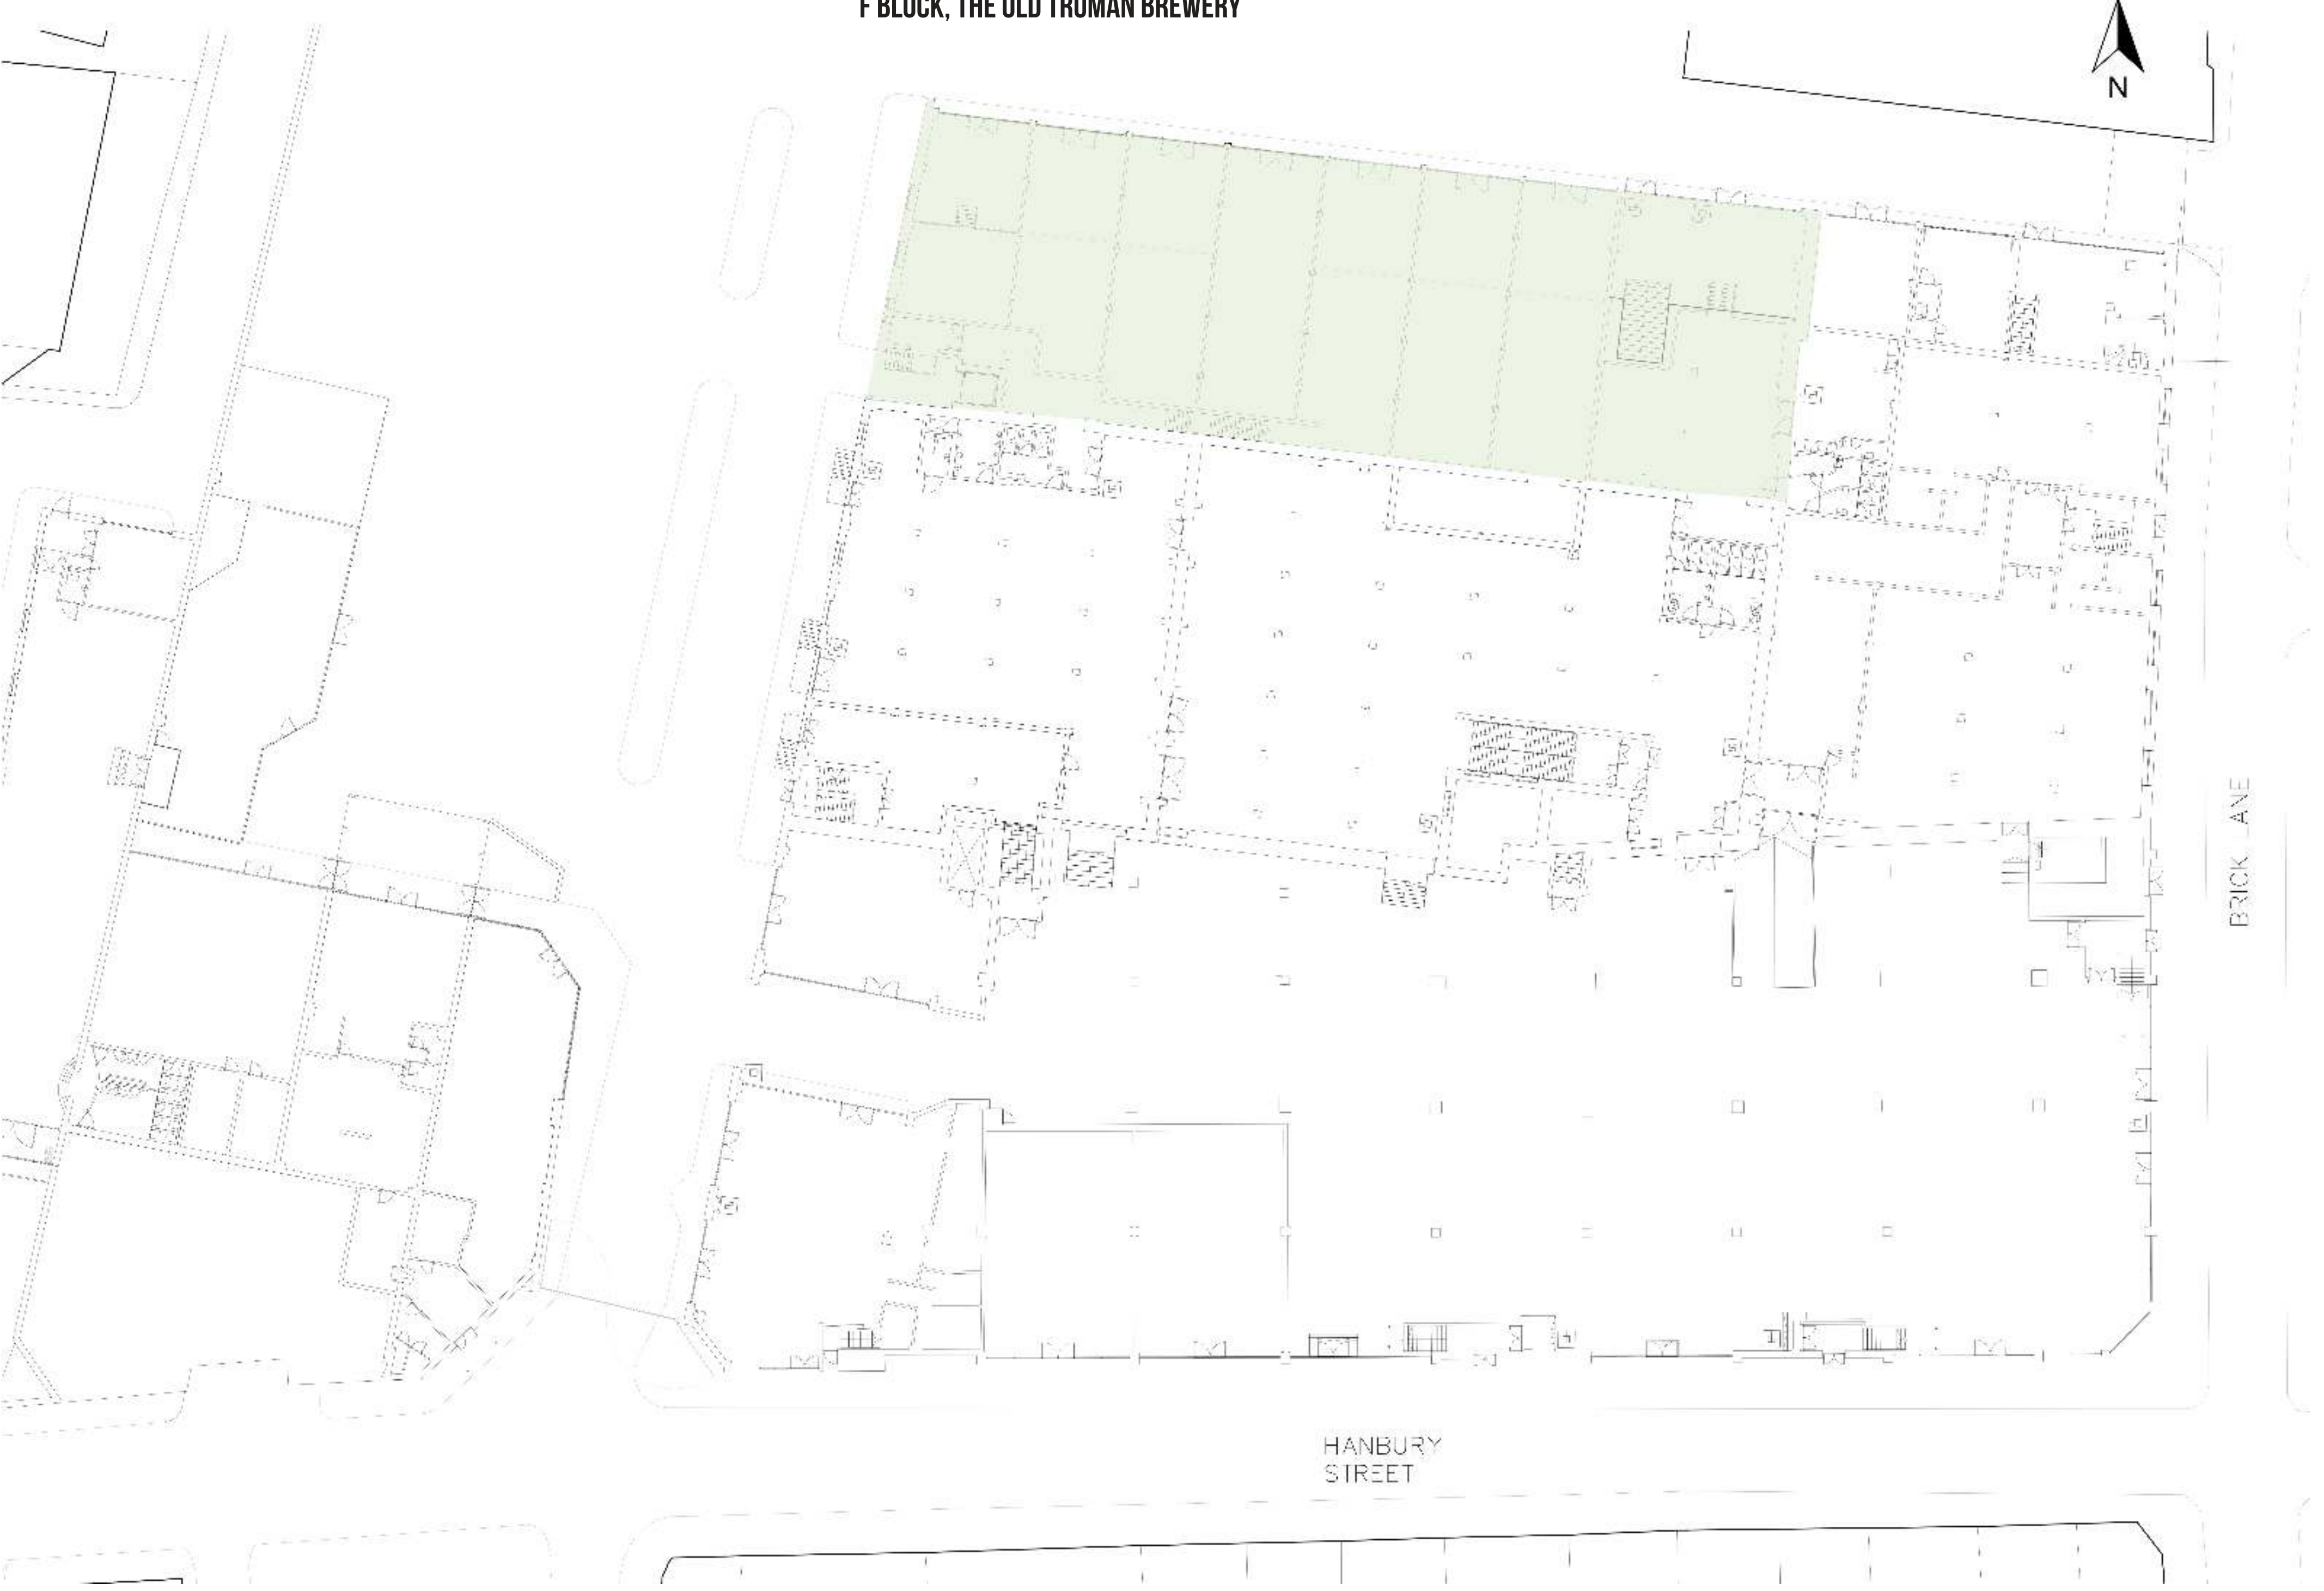 F BLOCK, THE OLD TRUMAN BREWERY
N
BRICK LANE
HANBURY
STREET